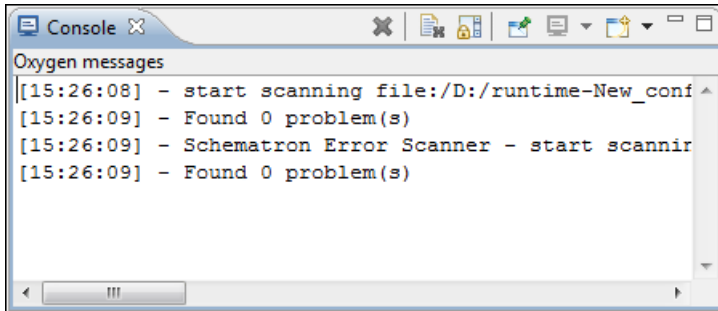 Console
Oxygen messages
[15:26:08] - start scanning file:/D:/runtime-New_conf
[15:26:09] - Found 0 problem(s)
[15:26:09] - Schematron Error Scanner - start scannin
[15:26:09] - Found 0 problem(s)